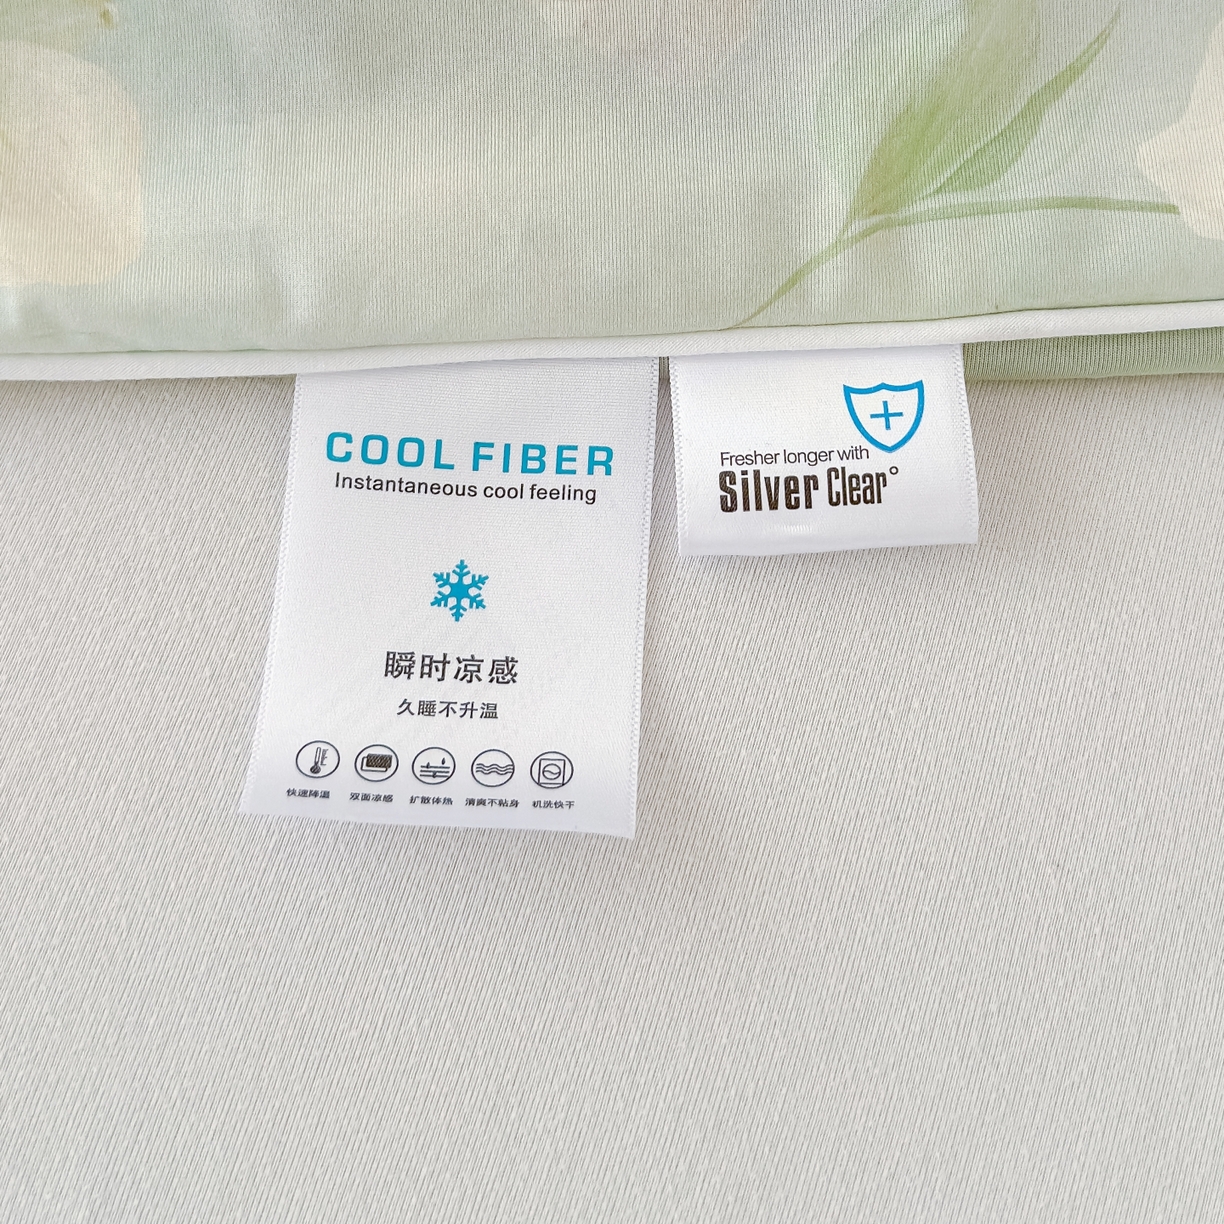 COOL FIBER
Instantaneous cool feeling
瞬时凉感
久睡不升温
快速降温 双面凉感 扩散体热 清爽不粘身 机洗快干
Fresher longer with
Silver Clear°